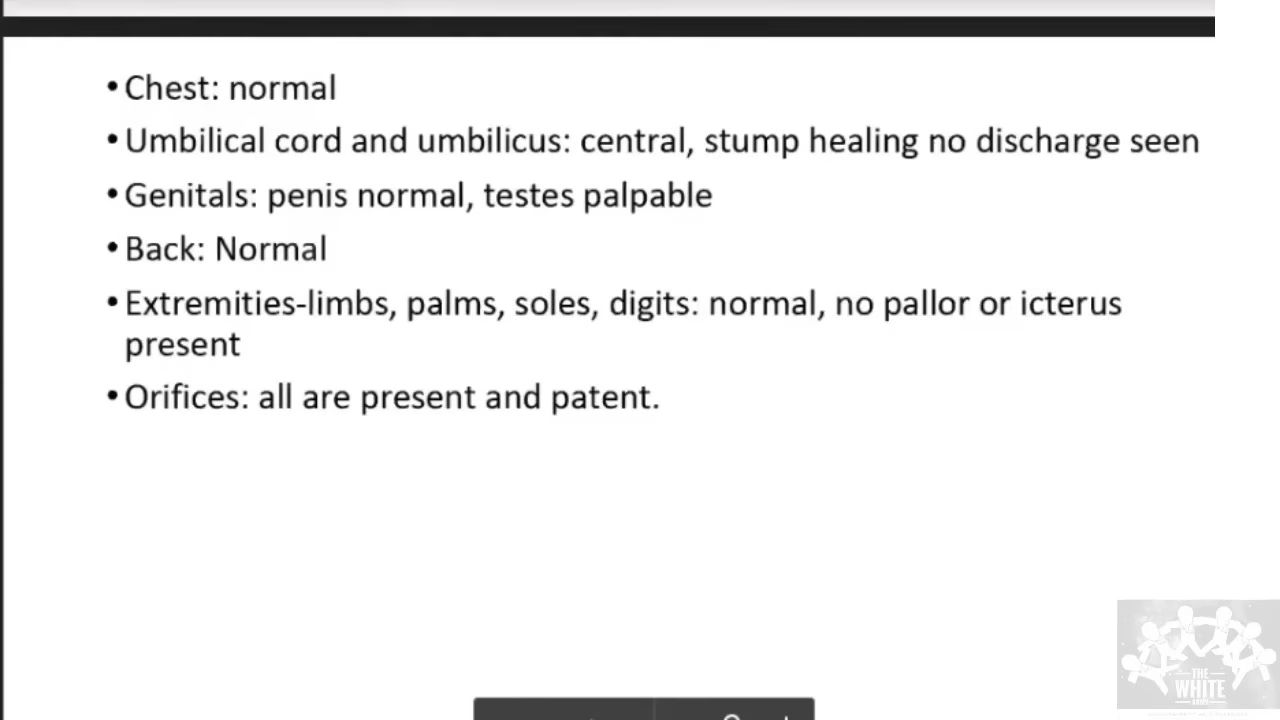 • Chest: normal
• Umbilical cord and umbilicus: central, stump healing no discharge seen
• Genitals: penis normal, testes palpable
• Back: Normal
• Extremities-limbs, palms, soles, digits: normal, no pallor or icterus
present
• Orifices: all are present and patent.
THE
WHITE
ARMY